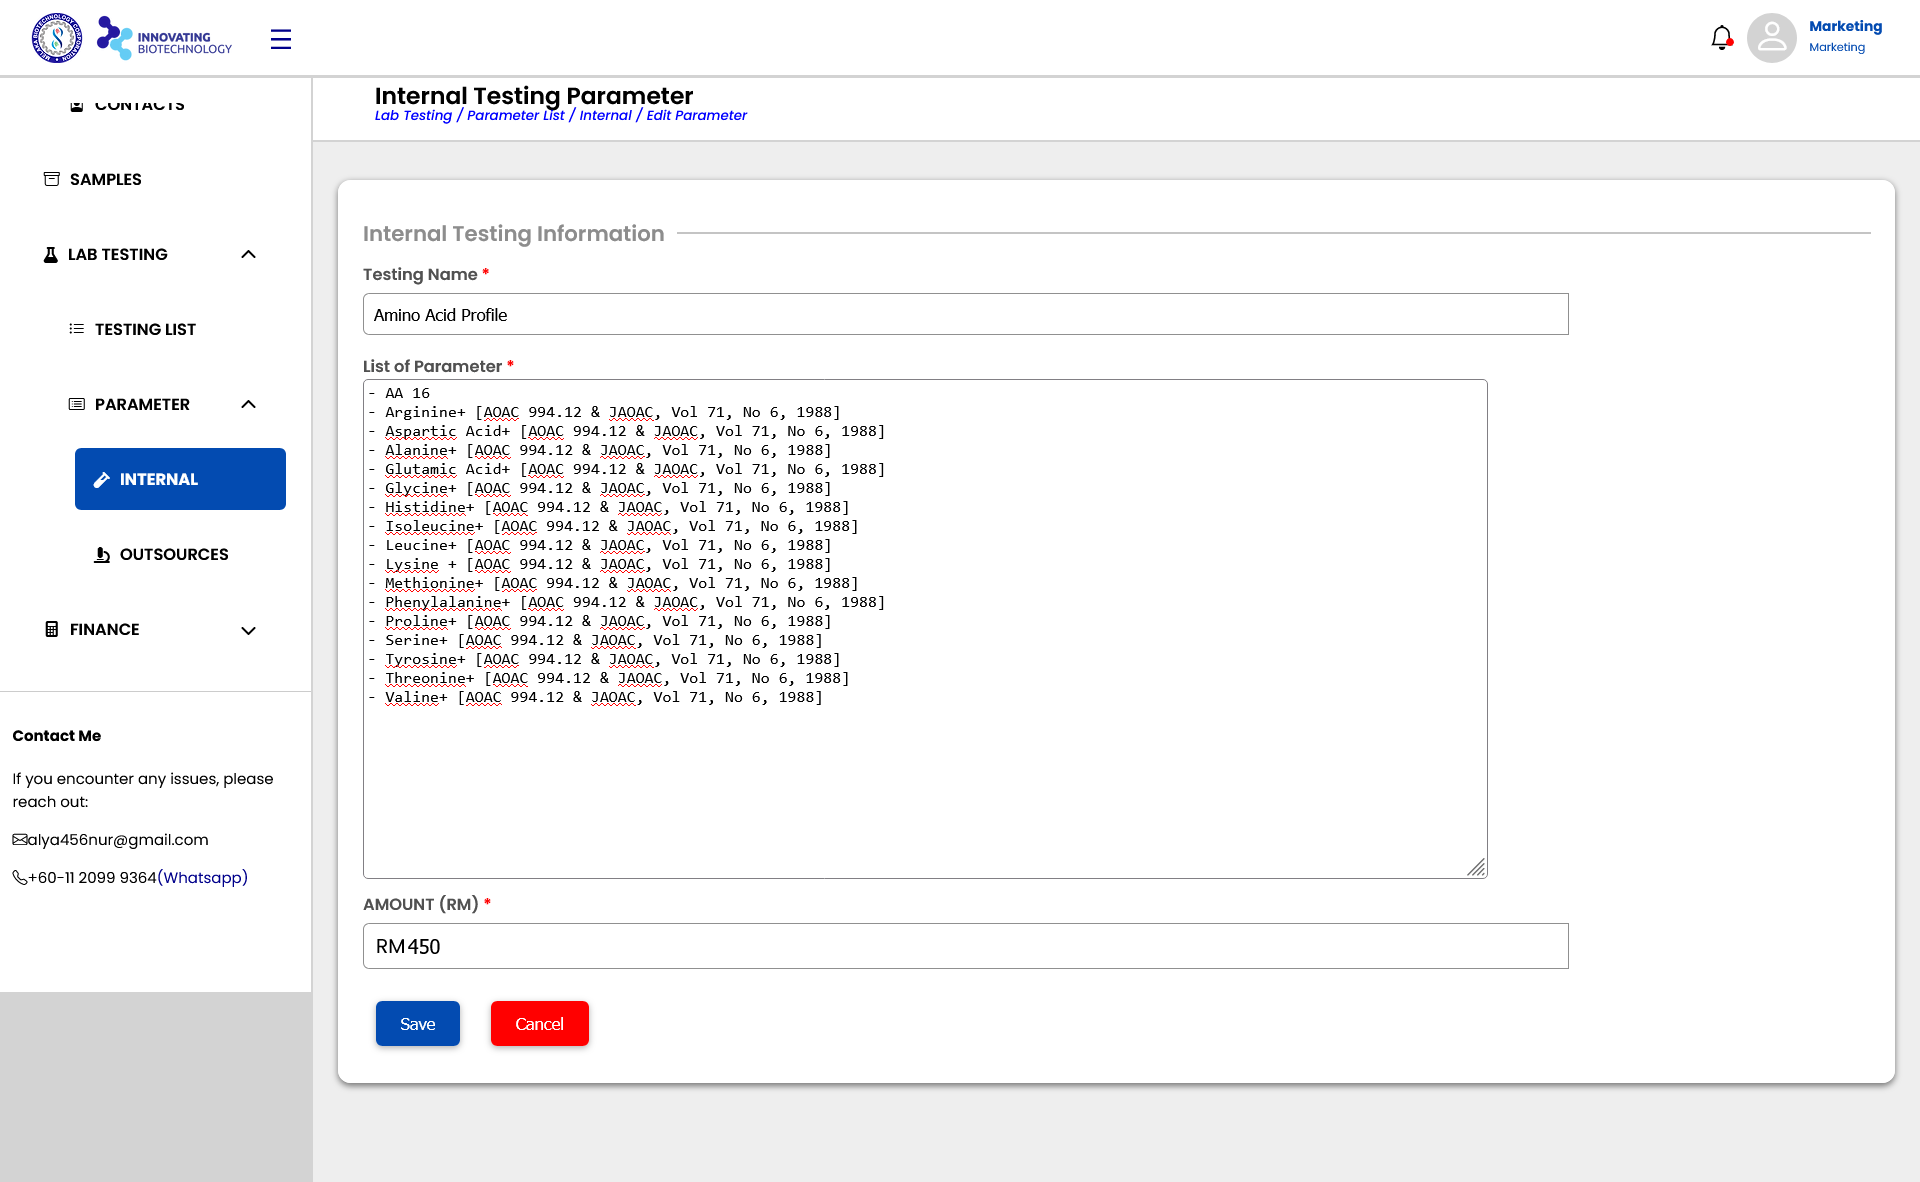 INNOVATING
BIOTECHNOLOGY
Marketing
Marketing
CONTACTS
SAMPLES
LAB TESTING
TESTING LIST
PARAMETER
INTERNAL
OUTSOURCES
FINANCE
Contact Me
If you encounter any issues, please
reach out:
alya456nur@gmail.com
+60-11 2099 9364(Whatsapp)
Internal Testing Parameter
Lab Testing / Parameter List / Internal / Edit Parameter
Internal Testing Information
Testing Name *
Amino Acid Profile
List of Parameter *
- AA 16
- Arginine+ [AOAC 994.12 & JAOAC, Vol 71, No 6, 1988]
- Aspartic Acid+ [AOAC 994.12 & JAOAC, Vol 71, No 6, 1988]
- Alanine+ [AOAC 994.12 & JAOAC, Vol 71, No 6, 1988]
- Glutamic Acid+ [AOAC 994.12 & JAOAC, Vol 71, No 6, 1988]
- Glycine+ [AOAC 994.12 & JAOAC, Vol 71, No 6, 1988]
- Histidine+ [AOAC 994.12 & JAOAC, Vol 71, No 6, 1988]
- Isoleucine+ [AOAC 994.12 & JAOAC, Vol 71, No 6, 1988]
- Leucine+ [AOAC 994.12 & JAOAC, Vol 71, No 6, 1988]
- Lysine + [AOAC 994.12 & JAOAC, Vol 71, No 6, 1988]
- Methionine+ [AOAC 994.12 & JAOAC, Vol 71, No 6, 1988]
- Phenylalanine+ [AOAC 994.12 & JAOAC, Vol 71, No 6, 1988]
- Proline+ [AOAC 994.12 & JAOAC, Vol 71, No 6, 1988]
- Serine+ [AOAC 994.12 & JAOAC, Vol 71, No 6, 1988]
- Tyrosine+ [AOAC 994.12 & JAOAC, Vol 71, No 6, 1988]
- Threonine+ [AOAC 994.12 & JAOAC, Vol 71, No 6, 1988]
- Valine+ [AOAC 994.12 & JAOAC, Vol 71, No 6, 1988]
AMOUNT (RM) *
RM 450
Save
Cancel